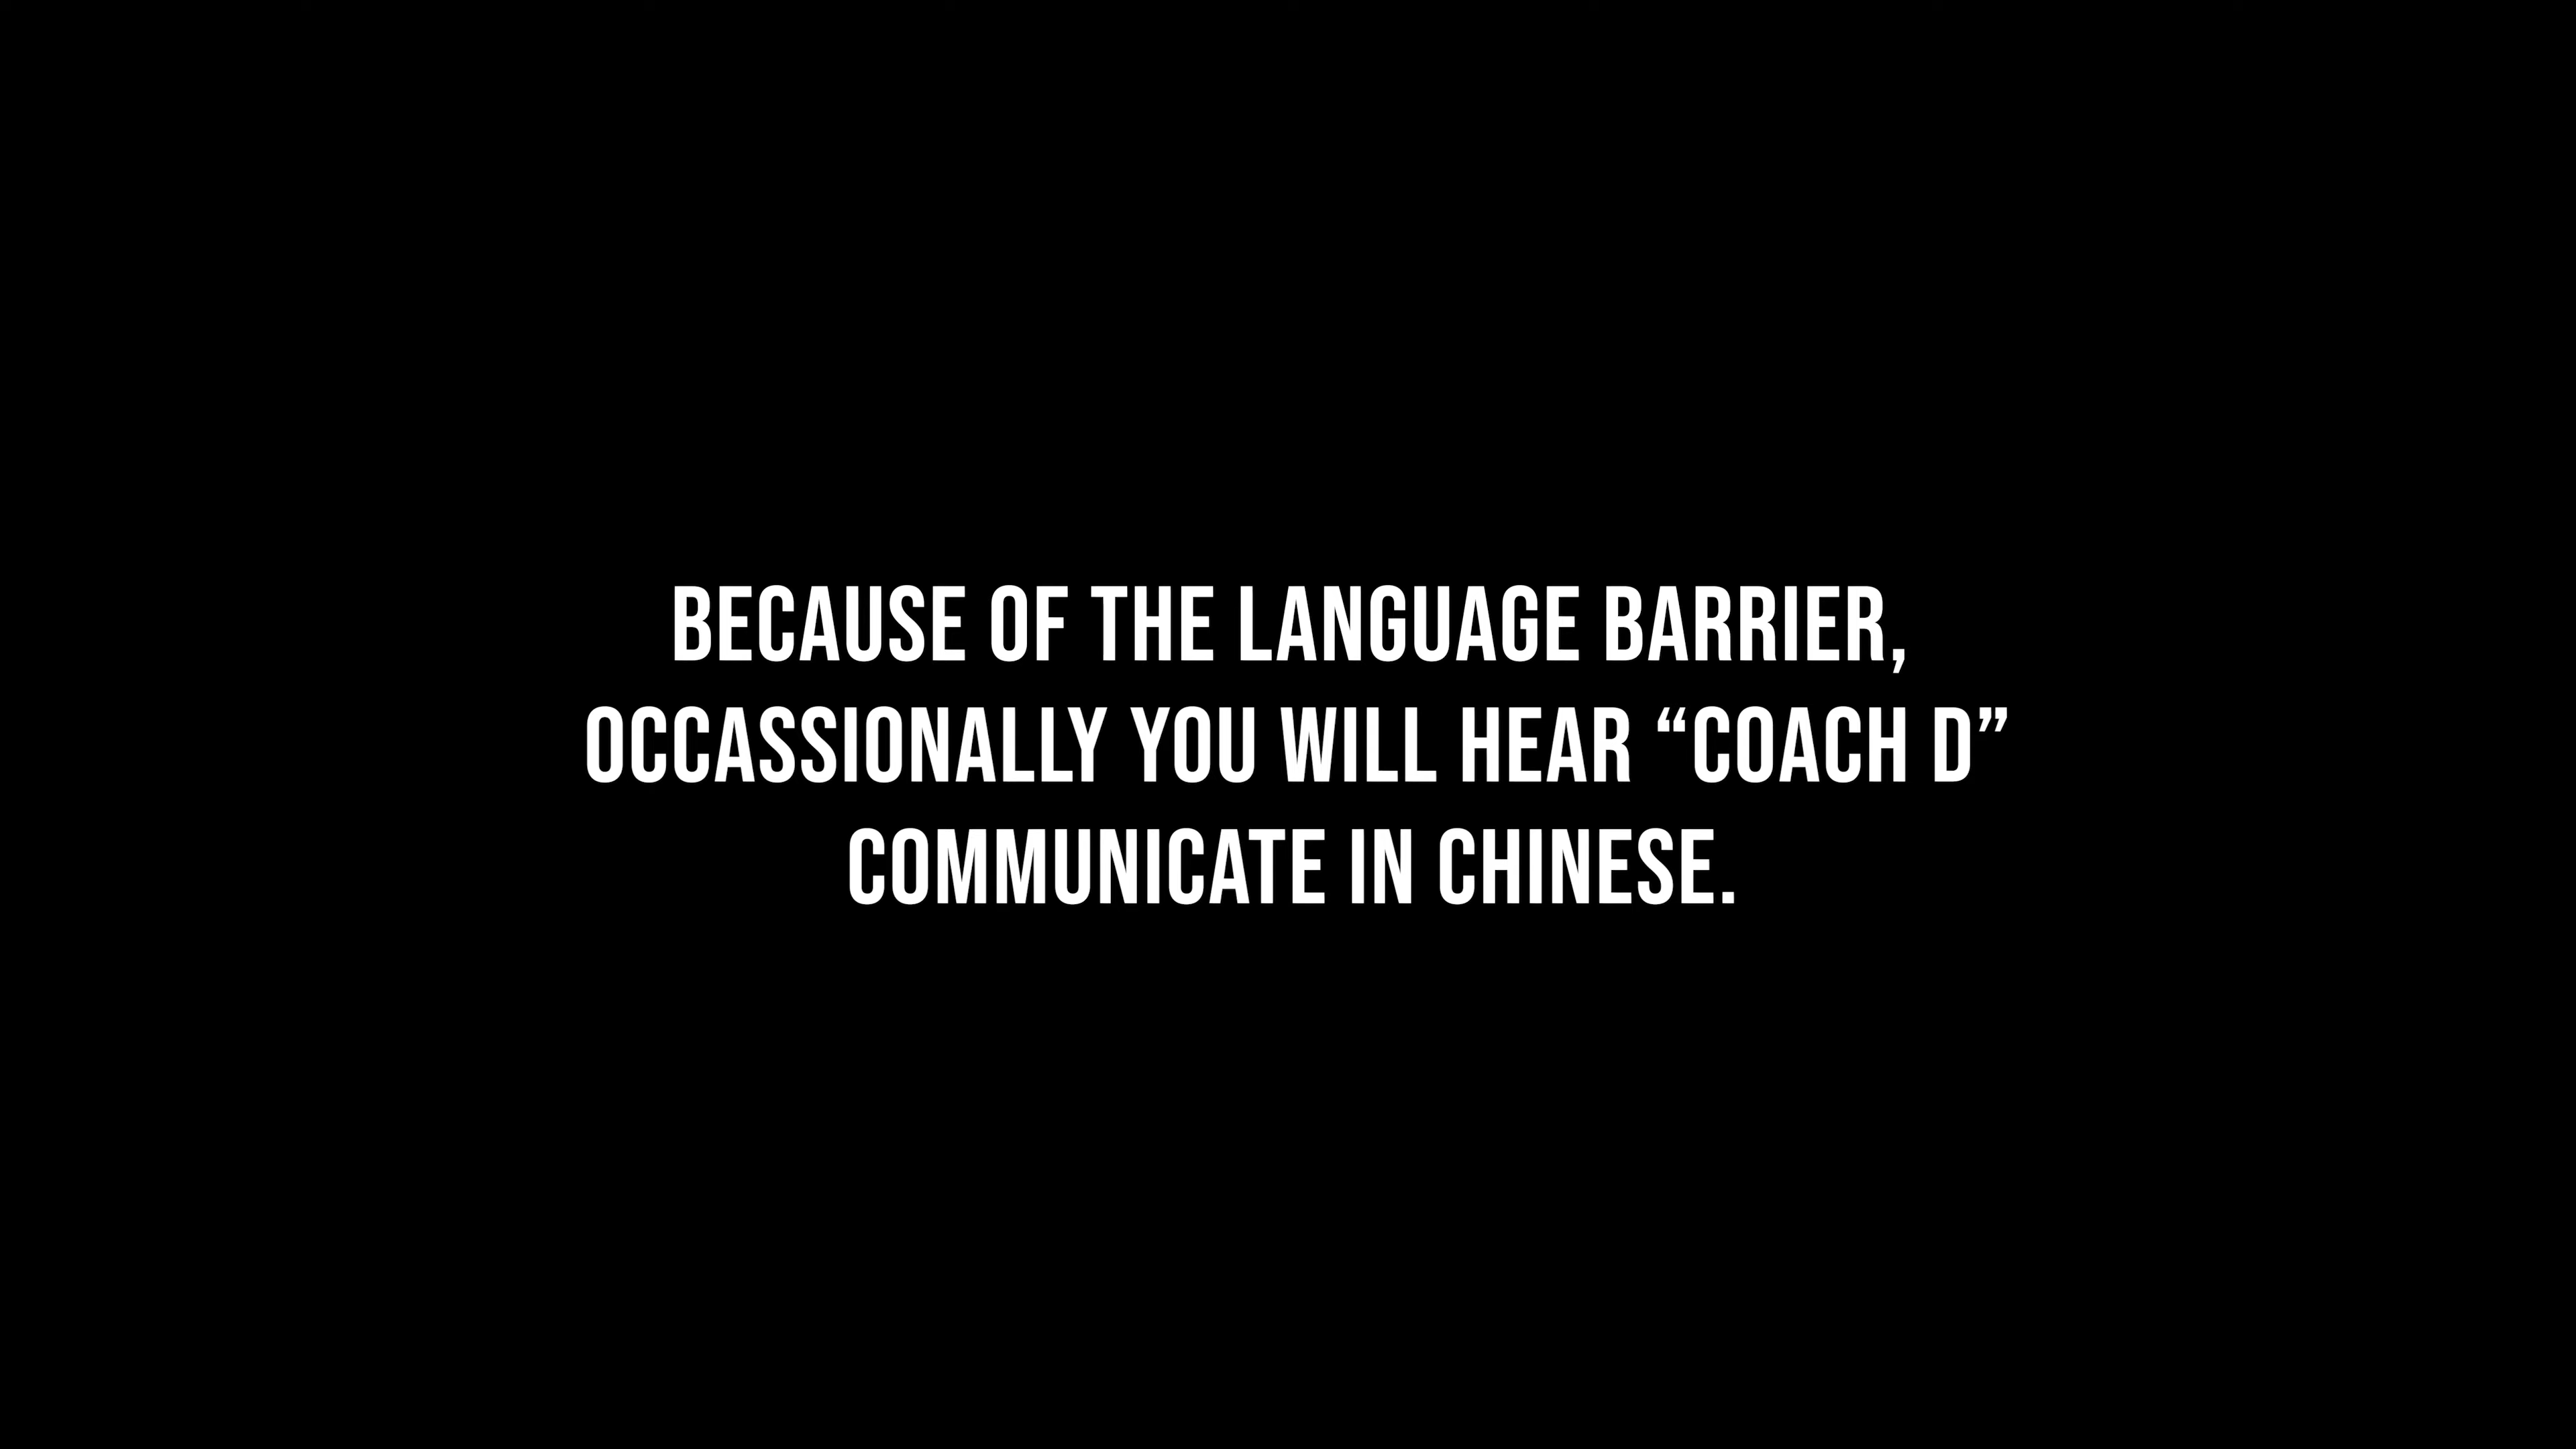 BECAUSE OF THE LANGUAGE BARRIER,
OCCASSIONALLY YOU WILL HEAR “COACH D”
COMMUNICATE IN CHINESE.